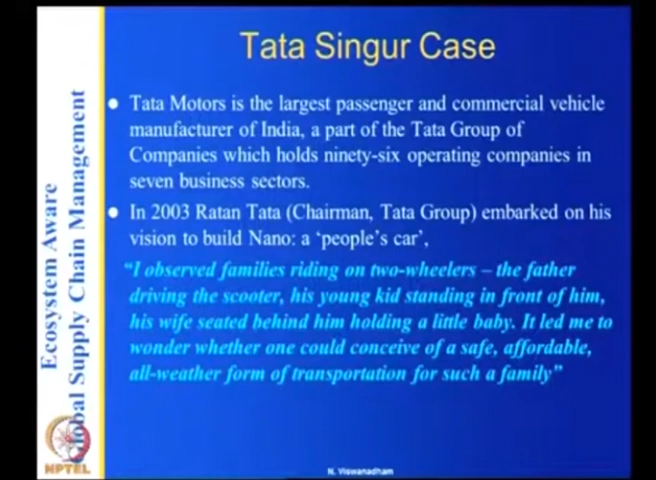 Tata Singur Case
Tata Motors is the largest passenger and commercial vehicle
manufacturer of India, a part of the Tata Group of
Companies which holds ninety-six operating companies in
seven business sectors.
In 2003 Ratan Tata (Chairman, Tata Group) embarked on his
vision to build Nano: a ‘people’s car’,
“I observed families riding on two-wheelers – the father
driving the scooter, his young kid standing in front of him,
his wife seated behind him holding a little baby. It led me to
wonder whether one could conceive of a safe, affordable,
all-weather form of transportation for such a family”
Ecosystem Aware
Global Supply Chain Management
NPTEL
N. Viswanadham